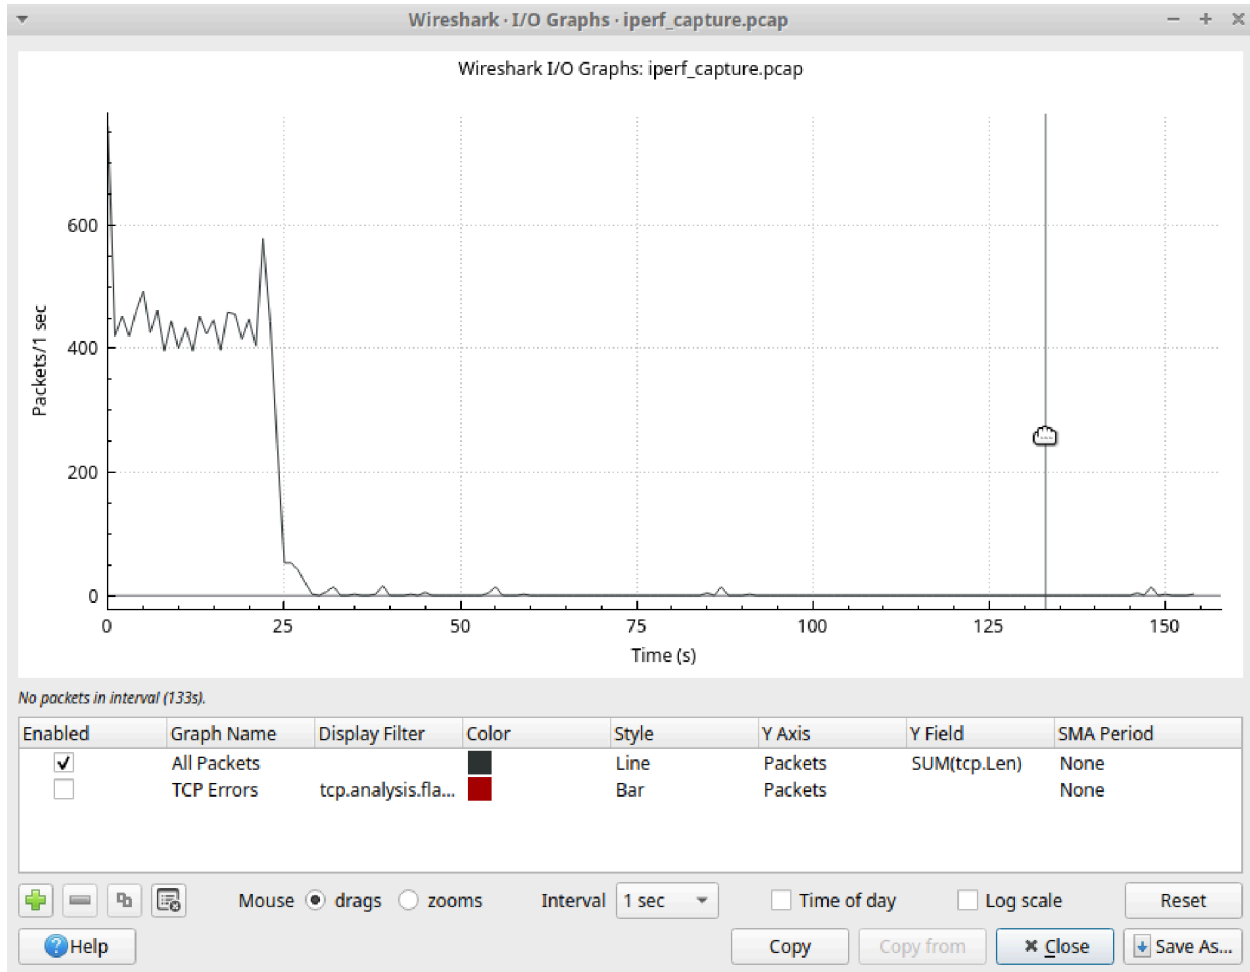 Wireshark · I/O Graphs · iperf_capture.pcap
Wireshark I/O Graphs: iperf_capture.pcap
600
400
200
0
Packets/1 sec
0 25 50 75 100 125 150
Time (s)
No packets in interval (133s).
Enabled Graph Name Display Filter Color Style Y Axis Y Field SMA Period
All Packets Line Packets SUM(tcp.Len) None
TCP Errors tcp.analysis.fla... Bar Packets None
Mouse drags zooms Interval 1 sec Time of day Log scale Reset
Help Copy Copy from Close Save As...